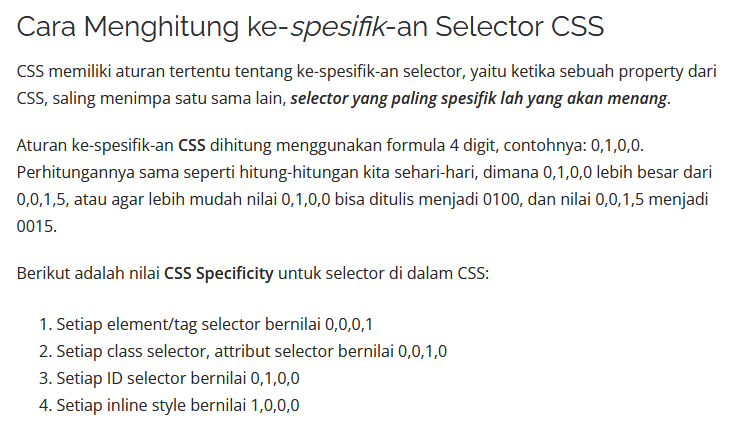 Cara Menghitung ke-spesifik-an Selector CSS
CSS memiliki aturan tertentu tentang ke-spesifik-an selector, yaitu ketika sebuah property dari
CSS, saling menimpa satu sama lain, selector yang paling spesifik lah yang akan menang.
Aturan ke-spesifik-an CSS dihitung menggunakan formula 4 digit, contohnya: 0,1,0,0.
Perhitungannya sama seperti hitung-hitungan kita sehari-hari, dimana 0,1,0,0 lebih besar dari
0,0,1,5, atau agar lebih mudah nilai 0,1,0,0 bisa ditulis menjadi 0100, dan nilai 0,0,1,5 menjadi
0015.
Berikut adalah nilai CSS Specificity untuk selector di dalam CSS:
1. Setiap element/tag selector bernilai 0,0,0,1
2. Setiap class selector, attribut selector bernilai 0,0,1,0
3. Setiap ID selector bernilai 0,1,0,0
4. Setiap inline style bernilai 1,0,0,0